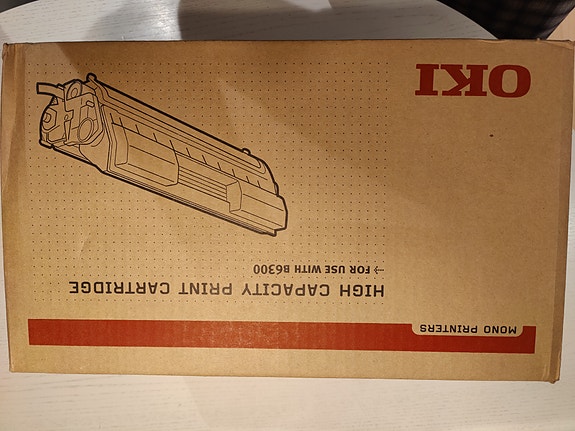 MONO PRINTERS
HIGH CAPACITY PRINT CARTRIDGE
→ FOR USE WITH B6300
OKI